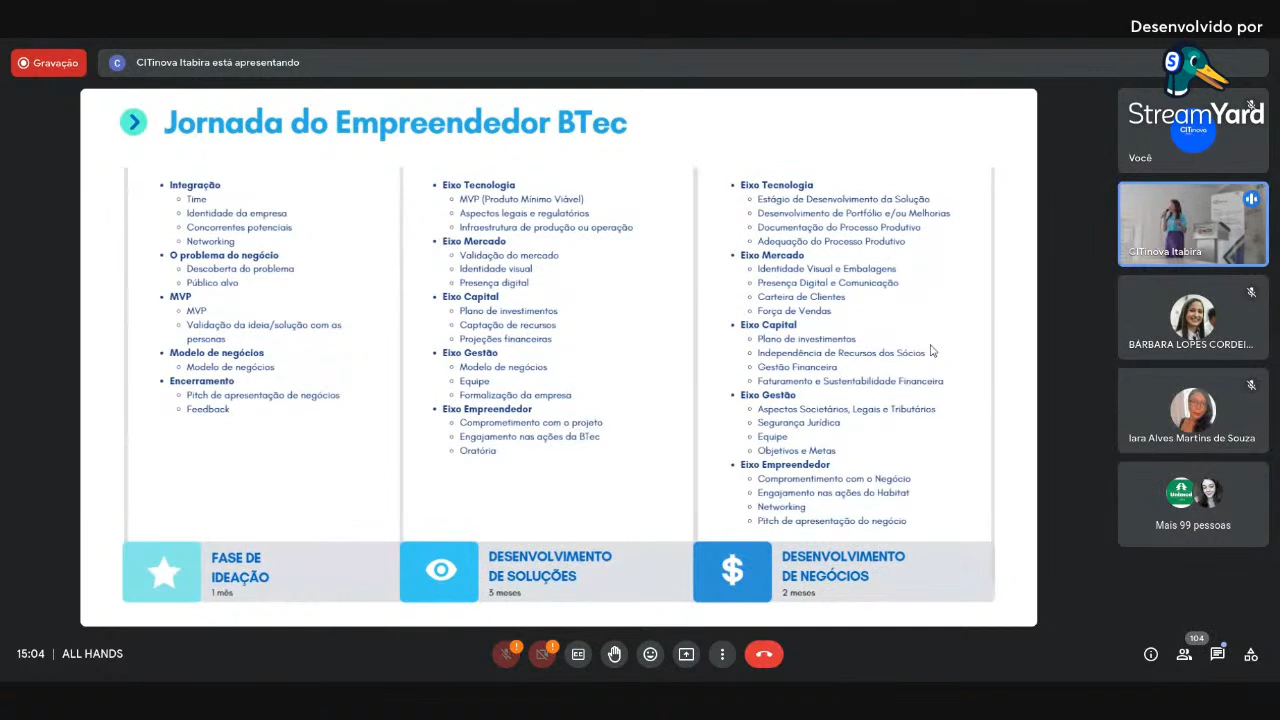 Desenvolvido por
StreamYard
Gravação
C
CITinova Itabira está apresentando
Jornada do Empreendedor BTec
Integração
Time
Identidade da empresa
Concorrentes potenciais
Networking
O problema do negócio
Descoberta do problema
Público alvo
MVP
MVP
Validação da ideia/solução com as
personas
Modelo de negócios
Modelo de negócios
Encerramento
Pitch de apresentação de negócios
Feedback
FASE DE
IDEAÇÃO
1 mês
Eixo Tecnologia
MVP (Produto Mínimo Viável)
Aspectos legais e regulatórios
Infraestrutura de produção ou operação
Eixo Mercado
Validação do mercado
Identidade visual
Presença digital
Eixo Capital
Plano de investimentos
Captação de recursos
Projeções financeiras
Eixo Gestão
Modelo de negócios
Equipe
Formalização da empresa
Eixo Empreendedor
Comprometimento com o projeto
Engajamento nas ações da BTec
Oratória
DESENVOLVIMENTO
DE SOLUÇÕES
3 meses
Eixo Tecnologia
Estágio de Desenvolvimento da Solução
Desenvolvimento de Portfólio e/ou Melhorias
Documentação do Processo Produtivo
Adequação do Processo Produtivo
Eixo Mercado
Identidade Visual e Embalagens
Presença Digital e Comunicação
Carteira de Clientes
Força de Vendas
Eixo Capital
Plano de investimentos
Independência de Recursos dos Sócios
Gestão Financeira
Faturamento e Sustentabilidade Financeira
Eixo Gestão
Aspectos Societários, Legais e Tributários
Segurança Jurídica
Equipe
Objetivos e Metas
Eixo Empreendedor
Compromentimento com o Negócio
Engajamento nas ações do Habitat
Networking
Pitch de apresentação do negócio
$
DESENVOLVIMENTO
DE NEGÓCIOS
2 meses
CITinova
Você
CITinova Itabira
BÁRBARA LOPES CORDEI...
Iara Alves Martins de Souza
Unimed
Mais 99 pessoas
15:04 | ALL HANDS
CC
104